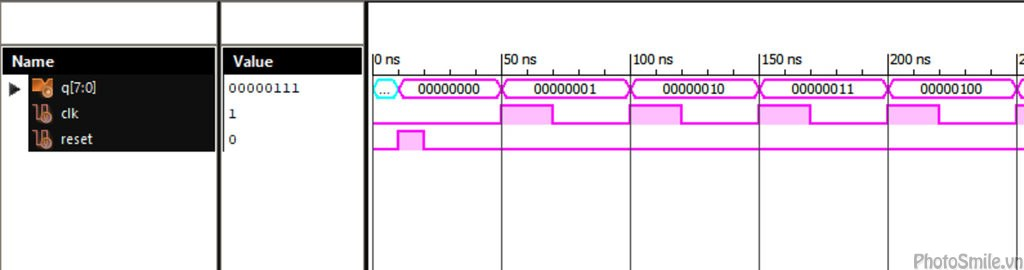 Name
Value
0 ns
50 ns
100 ns
150 ns
200 ns
2
q[7:0]
00000111
...
00000000
00000001
00000010
00000011
00000100
clk
1
reset
0
PhotoSmile.vn